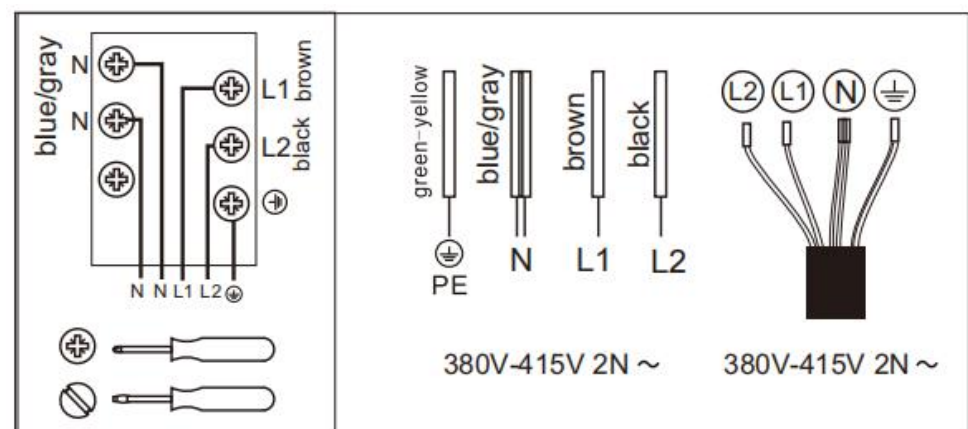 blue/gray
N
N
L1 brown
L2 black
N N L1 L2
green-yellow
blue/gray
brown
black
PE
N
L1
L2
380V-415V 2N ~
L2 L1 N
380V-415V 2N ~